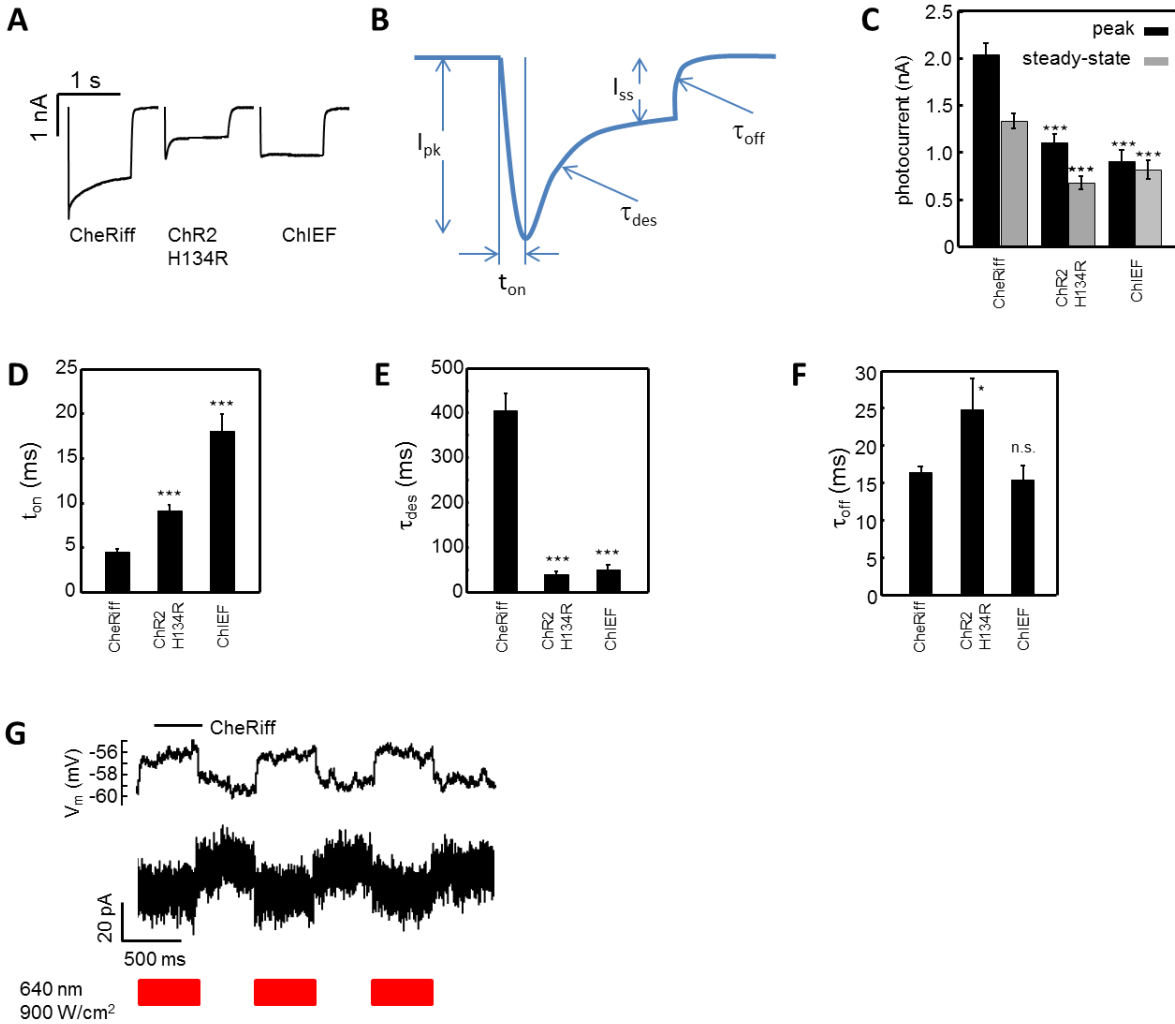 A
1 s
1 nA
CheRiff
ChR2
H134R
ChIEF
B
Ipk
Iss
τoff
τdes
ton
C
photocurrent (nA)
2.5
2.0
1.5
1.0
0.5
0
peak
steady-state
***
***
***
***
CheRiff
ChR2
H134R
ChIEF
D
ton (ms)
25
20
15
10
5
0
***
***
CheRiff
ChR2
H134R
ChIEF
E
τdes (ms)
500
400
300
200
100
0
***
***
CheRiff
ChR2
H134R
ChIEF
F
τoff (ms)
30
25
20
15
10
5
0
*
n.s.
CheRiff
ChR2
H134R
ChIEF
G
CheRiff
Vm (mV)
-56
-58
-60
20 pA
500 ms
640 nm
900 W/cm²